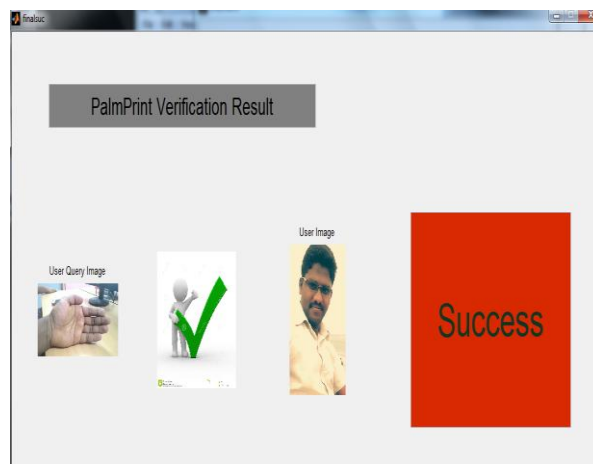 finalsuc
PalmPrint Verification Result
User Image
User Query Image
Success